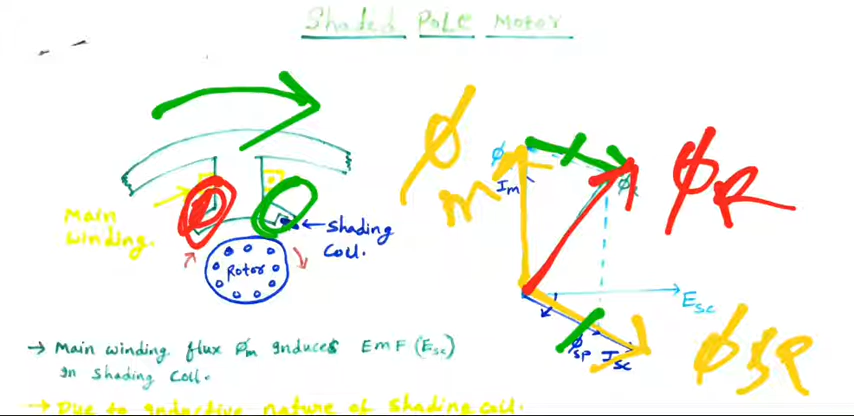 Shaded Pole Motor
Main
winding.
Shading
coil.
Rotor
ϕ
m
Im
ϕR
Esc
ϕsp
Isc
ϕSP
→ Main winding flux ϕm induces EmF (Esc)
in shading coil.
→ Due to inductive nature of shading coil.